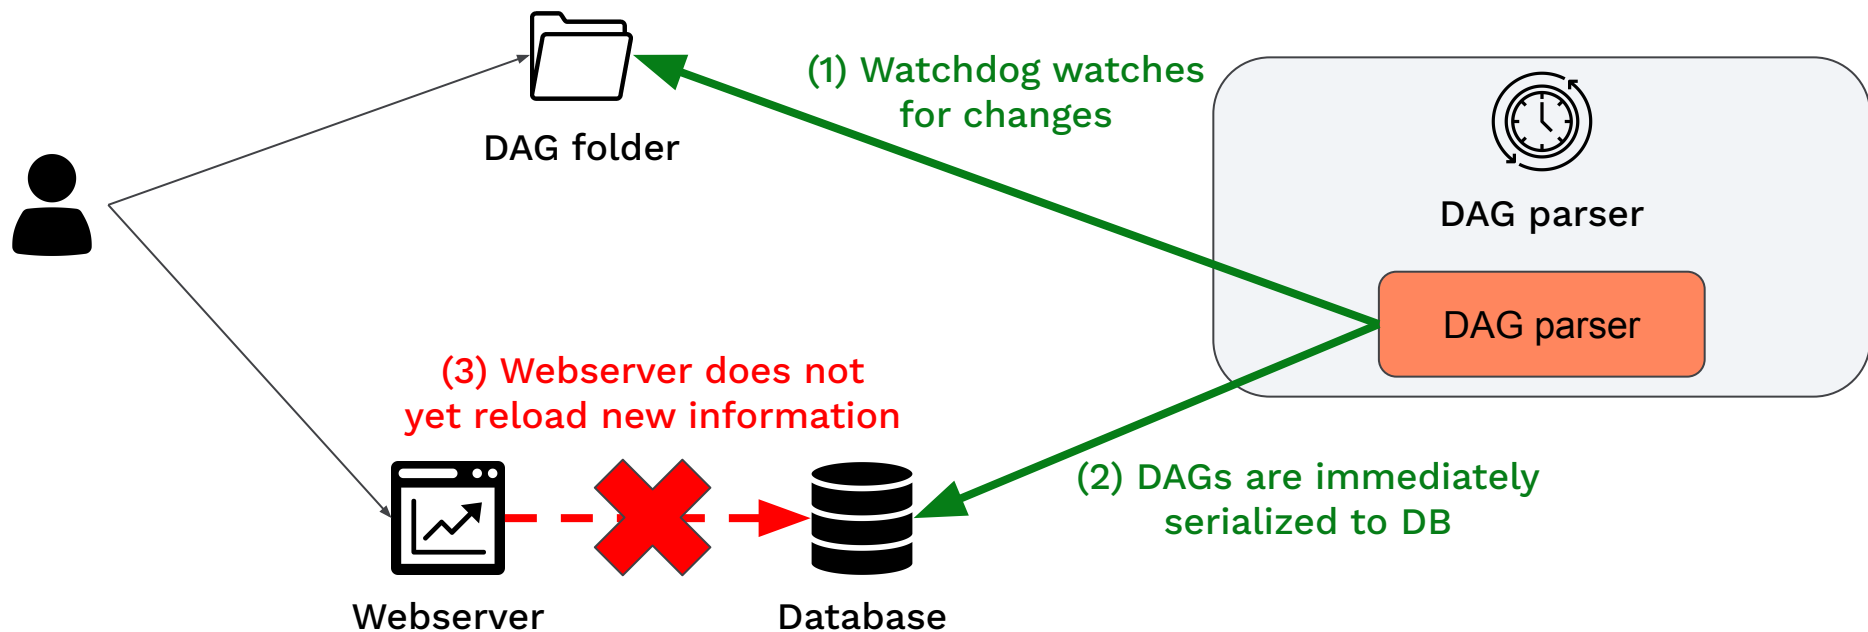 (1) Watchdog watches
for changes
DAG folder
DAG parser
DAG parser
(3) Webserver does not
yet reload new information
(2) DAGs are immediately
serialized to DB
Webserver
Database